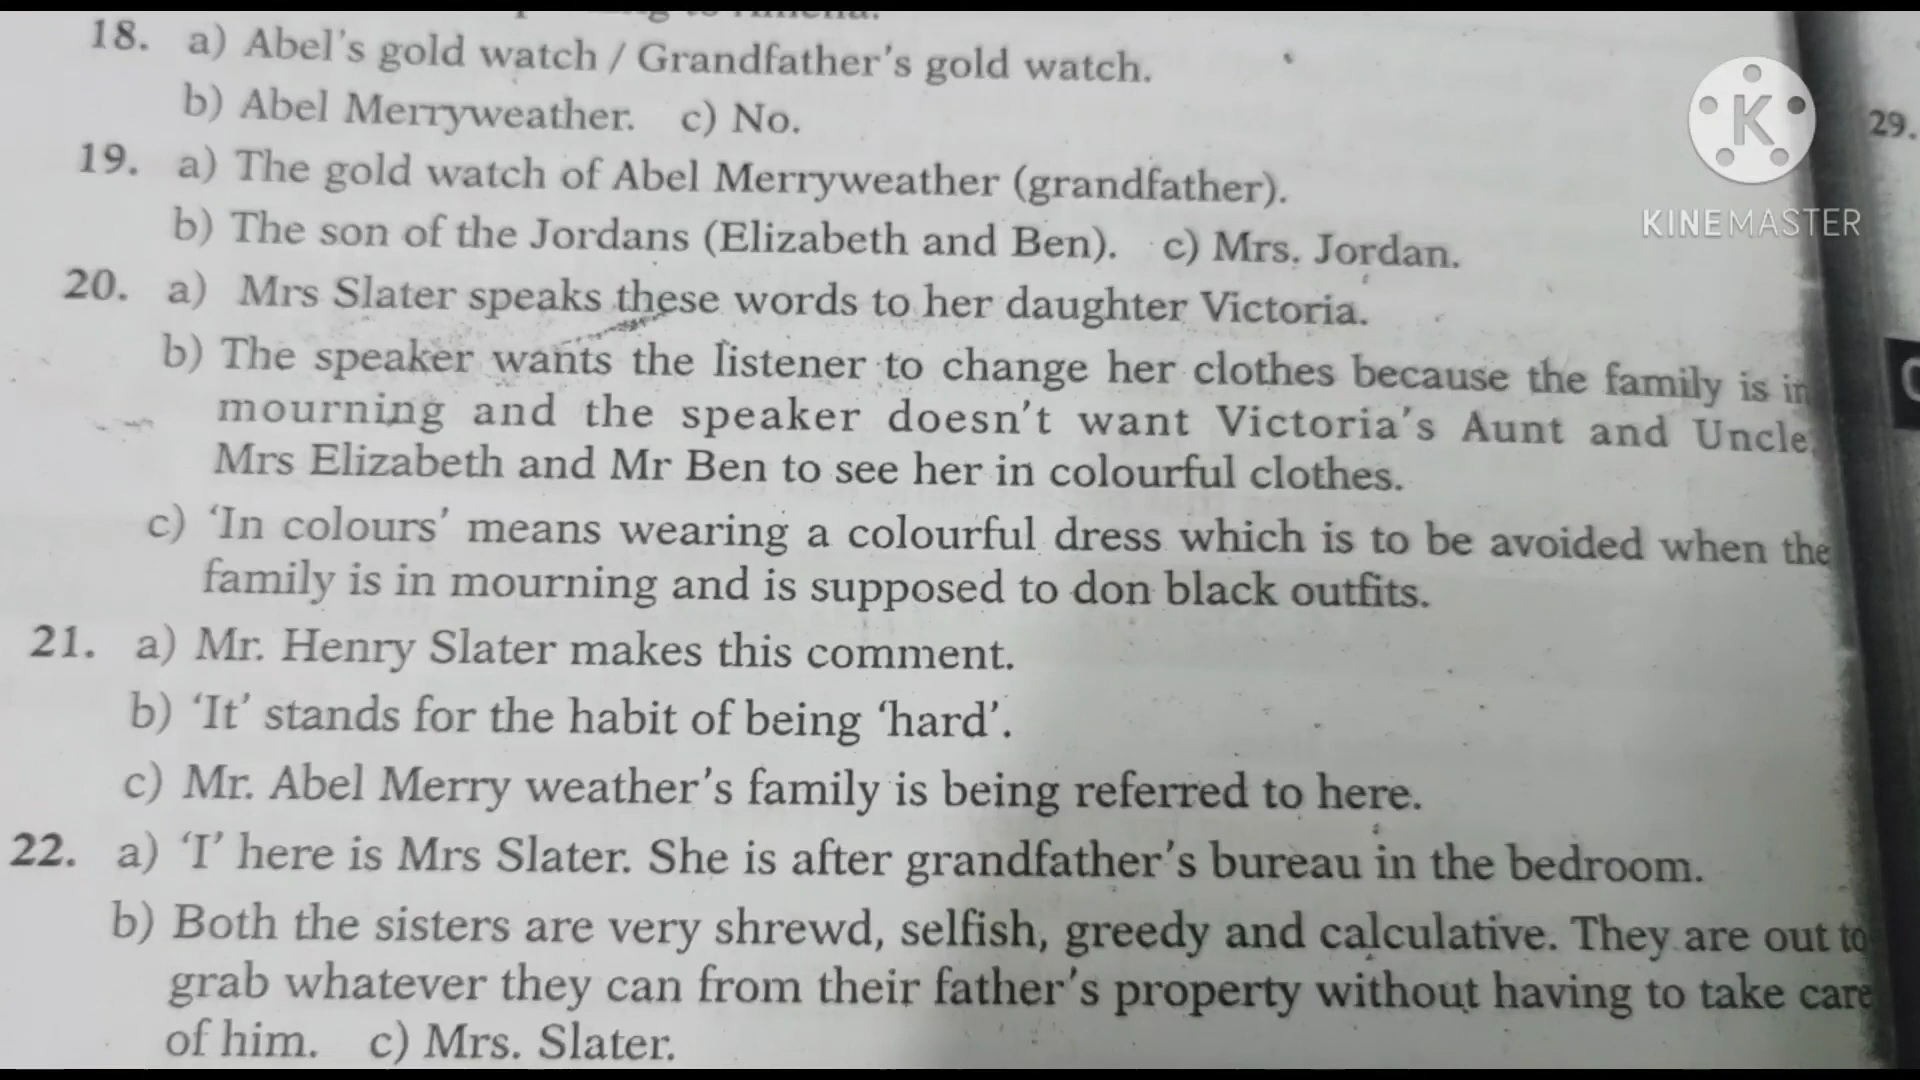 18. a) Abel's gold watch / Grandfather's gold watch.
b) Abel Merryweather. c) No.
19. a) The gold watch of Abel Merryweather (grandfather).
b) The son of the Jordans (Elizabeth and Ben). c) Mrs. Jordan.
20. a) Mrs Slater speaks these words to her daughter Victoria.
b) The speaker wants the listener to change her clothes because the family is in
mourning and the speaker doesn't want Victoria's Aunt and Uncle,
Mrs Elizabeth and Mr Ben to see her in colourful clothes.
c) ‘In colours’ means wearing a colourful dress which is to be avoided when the
family is in mourning and is supposed to don black outfits.
21. a) Mr. Henry Slater makes this comment.
b) ‘It’ stands for the habit of being ‘hard’.
c) Mr. Abel Merry weather's family is being referred to here.
22. a) ‘I’ here is Mrs Slater. She is after grandfather's bureau in the bedroom.
b) Both the sisters are very shrewd, selfish, greedy and calculative. They are out to
grab whatever they can from their father's property without having to take care
of him. c) Mrs. Slater.
K
KINEMASTER
29.